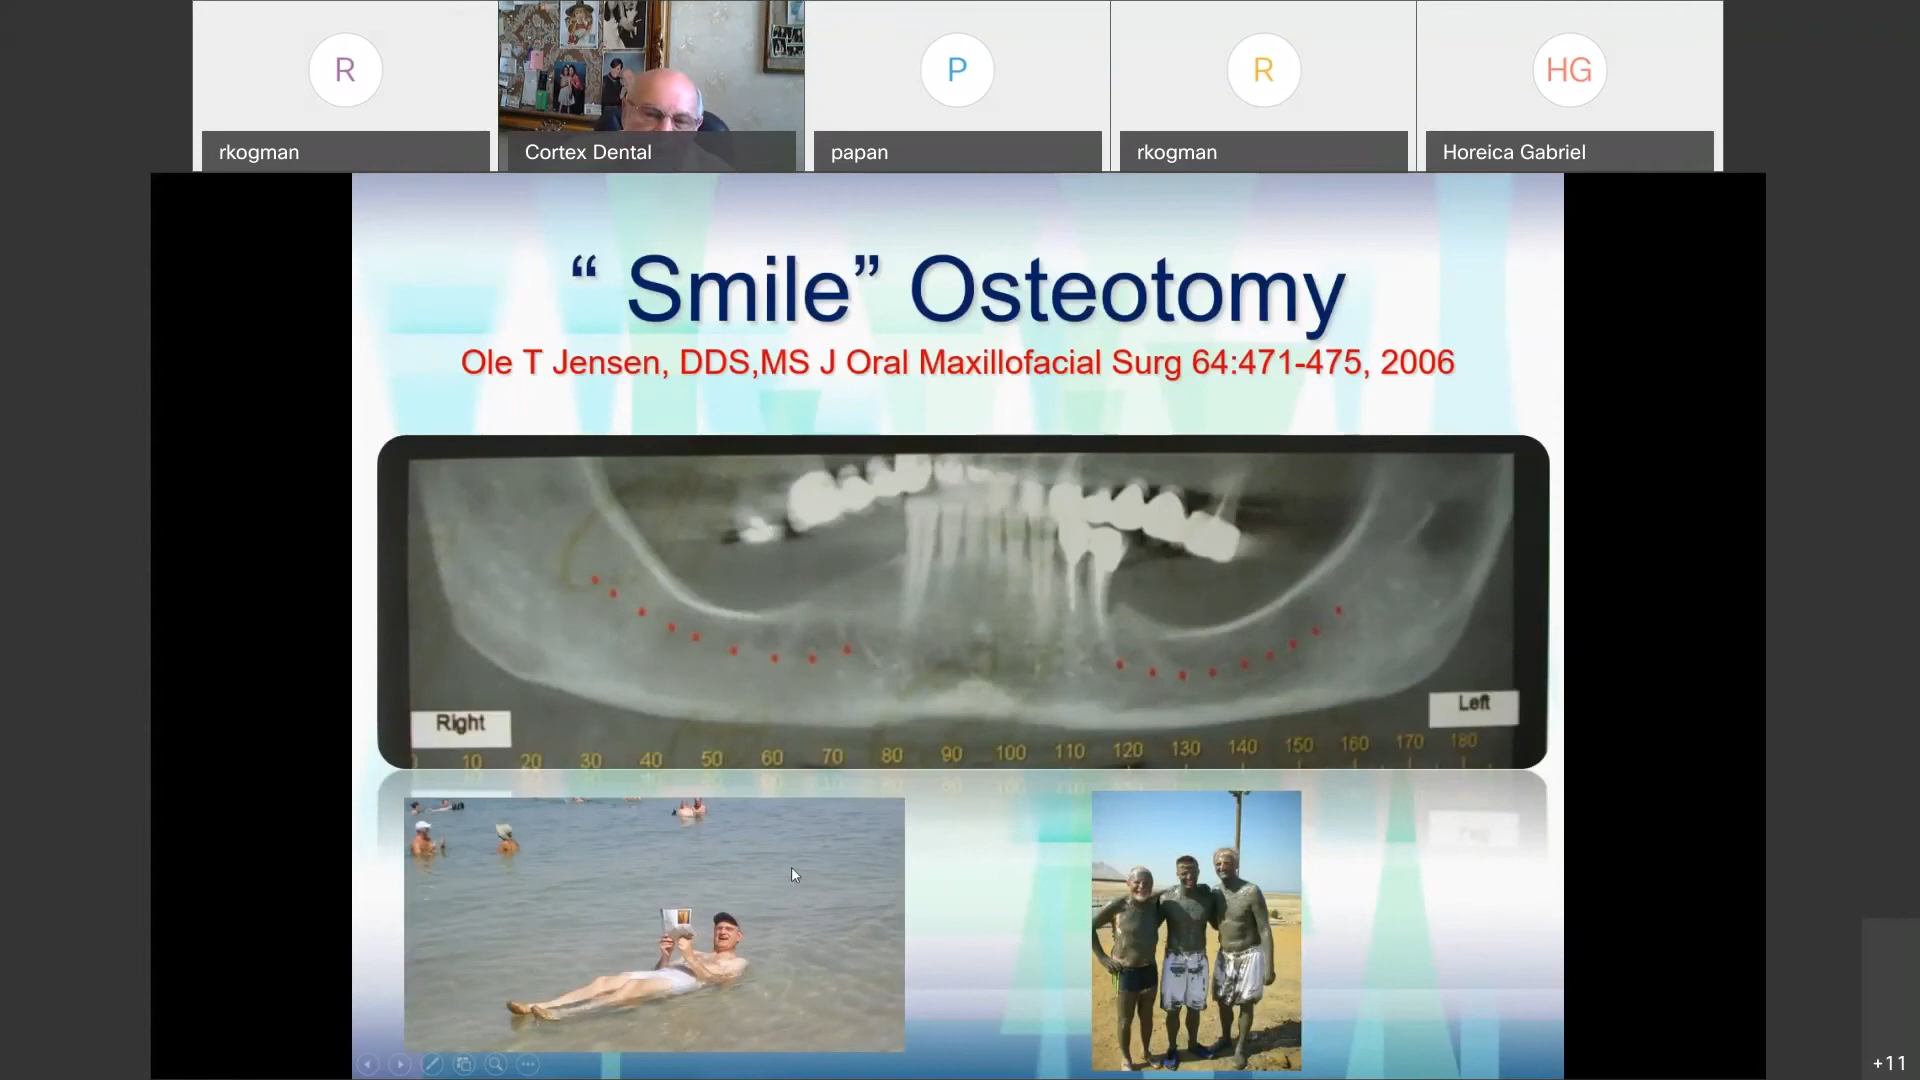 R
P
R
HG
rkogman
Cortex Dental
papan
rkogman
Horeica Gabriel
“ Smile” Osteotomy
Ole T Jensen, DDS,MS J Oral Maxillofacial Surg 64:471-475, 2006
Right
Left
10 20 30 40 50 60 70 80 90 100 110 120 130 140 150 160 170 180
+11